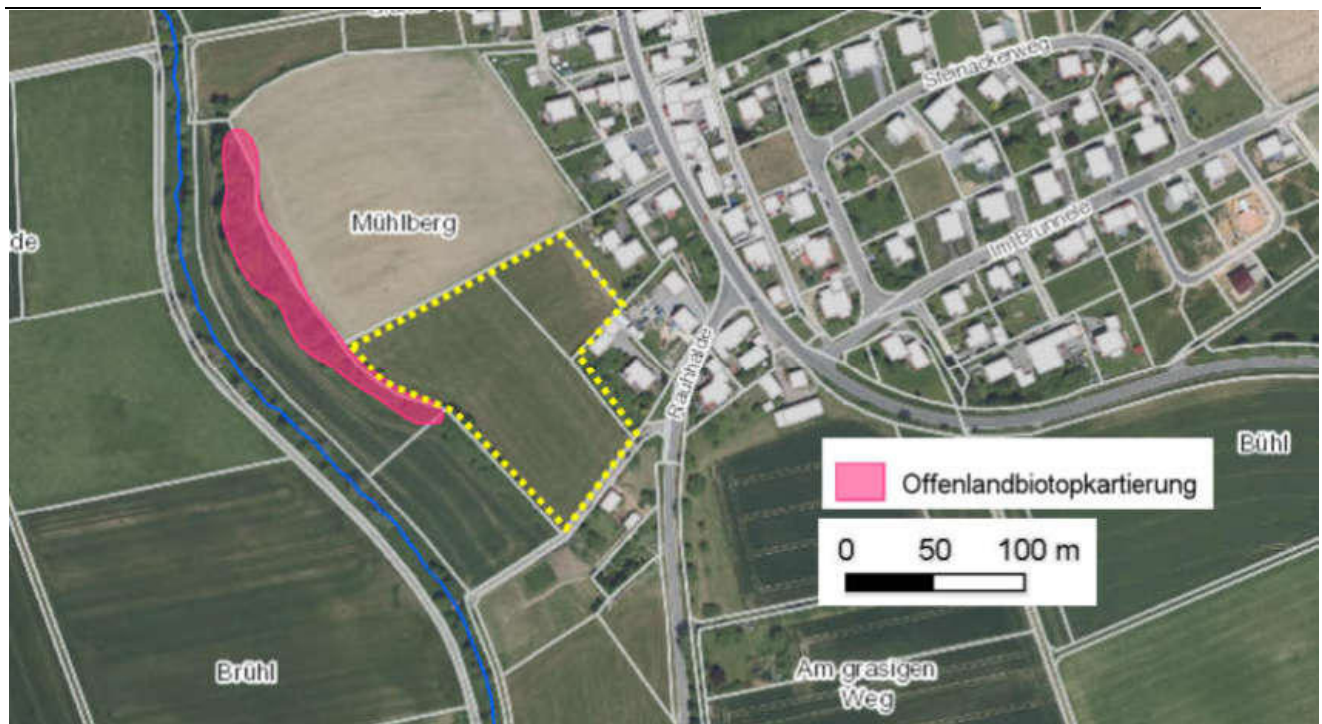 Steinackerweg
Mühlberg
de
Im Brunnele
Rauhhalde
Bühl
Offenlandbiotopkartierung
0 50 100 m
Brühl
Am grasigen
Weg